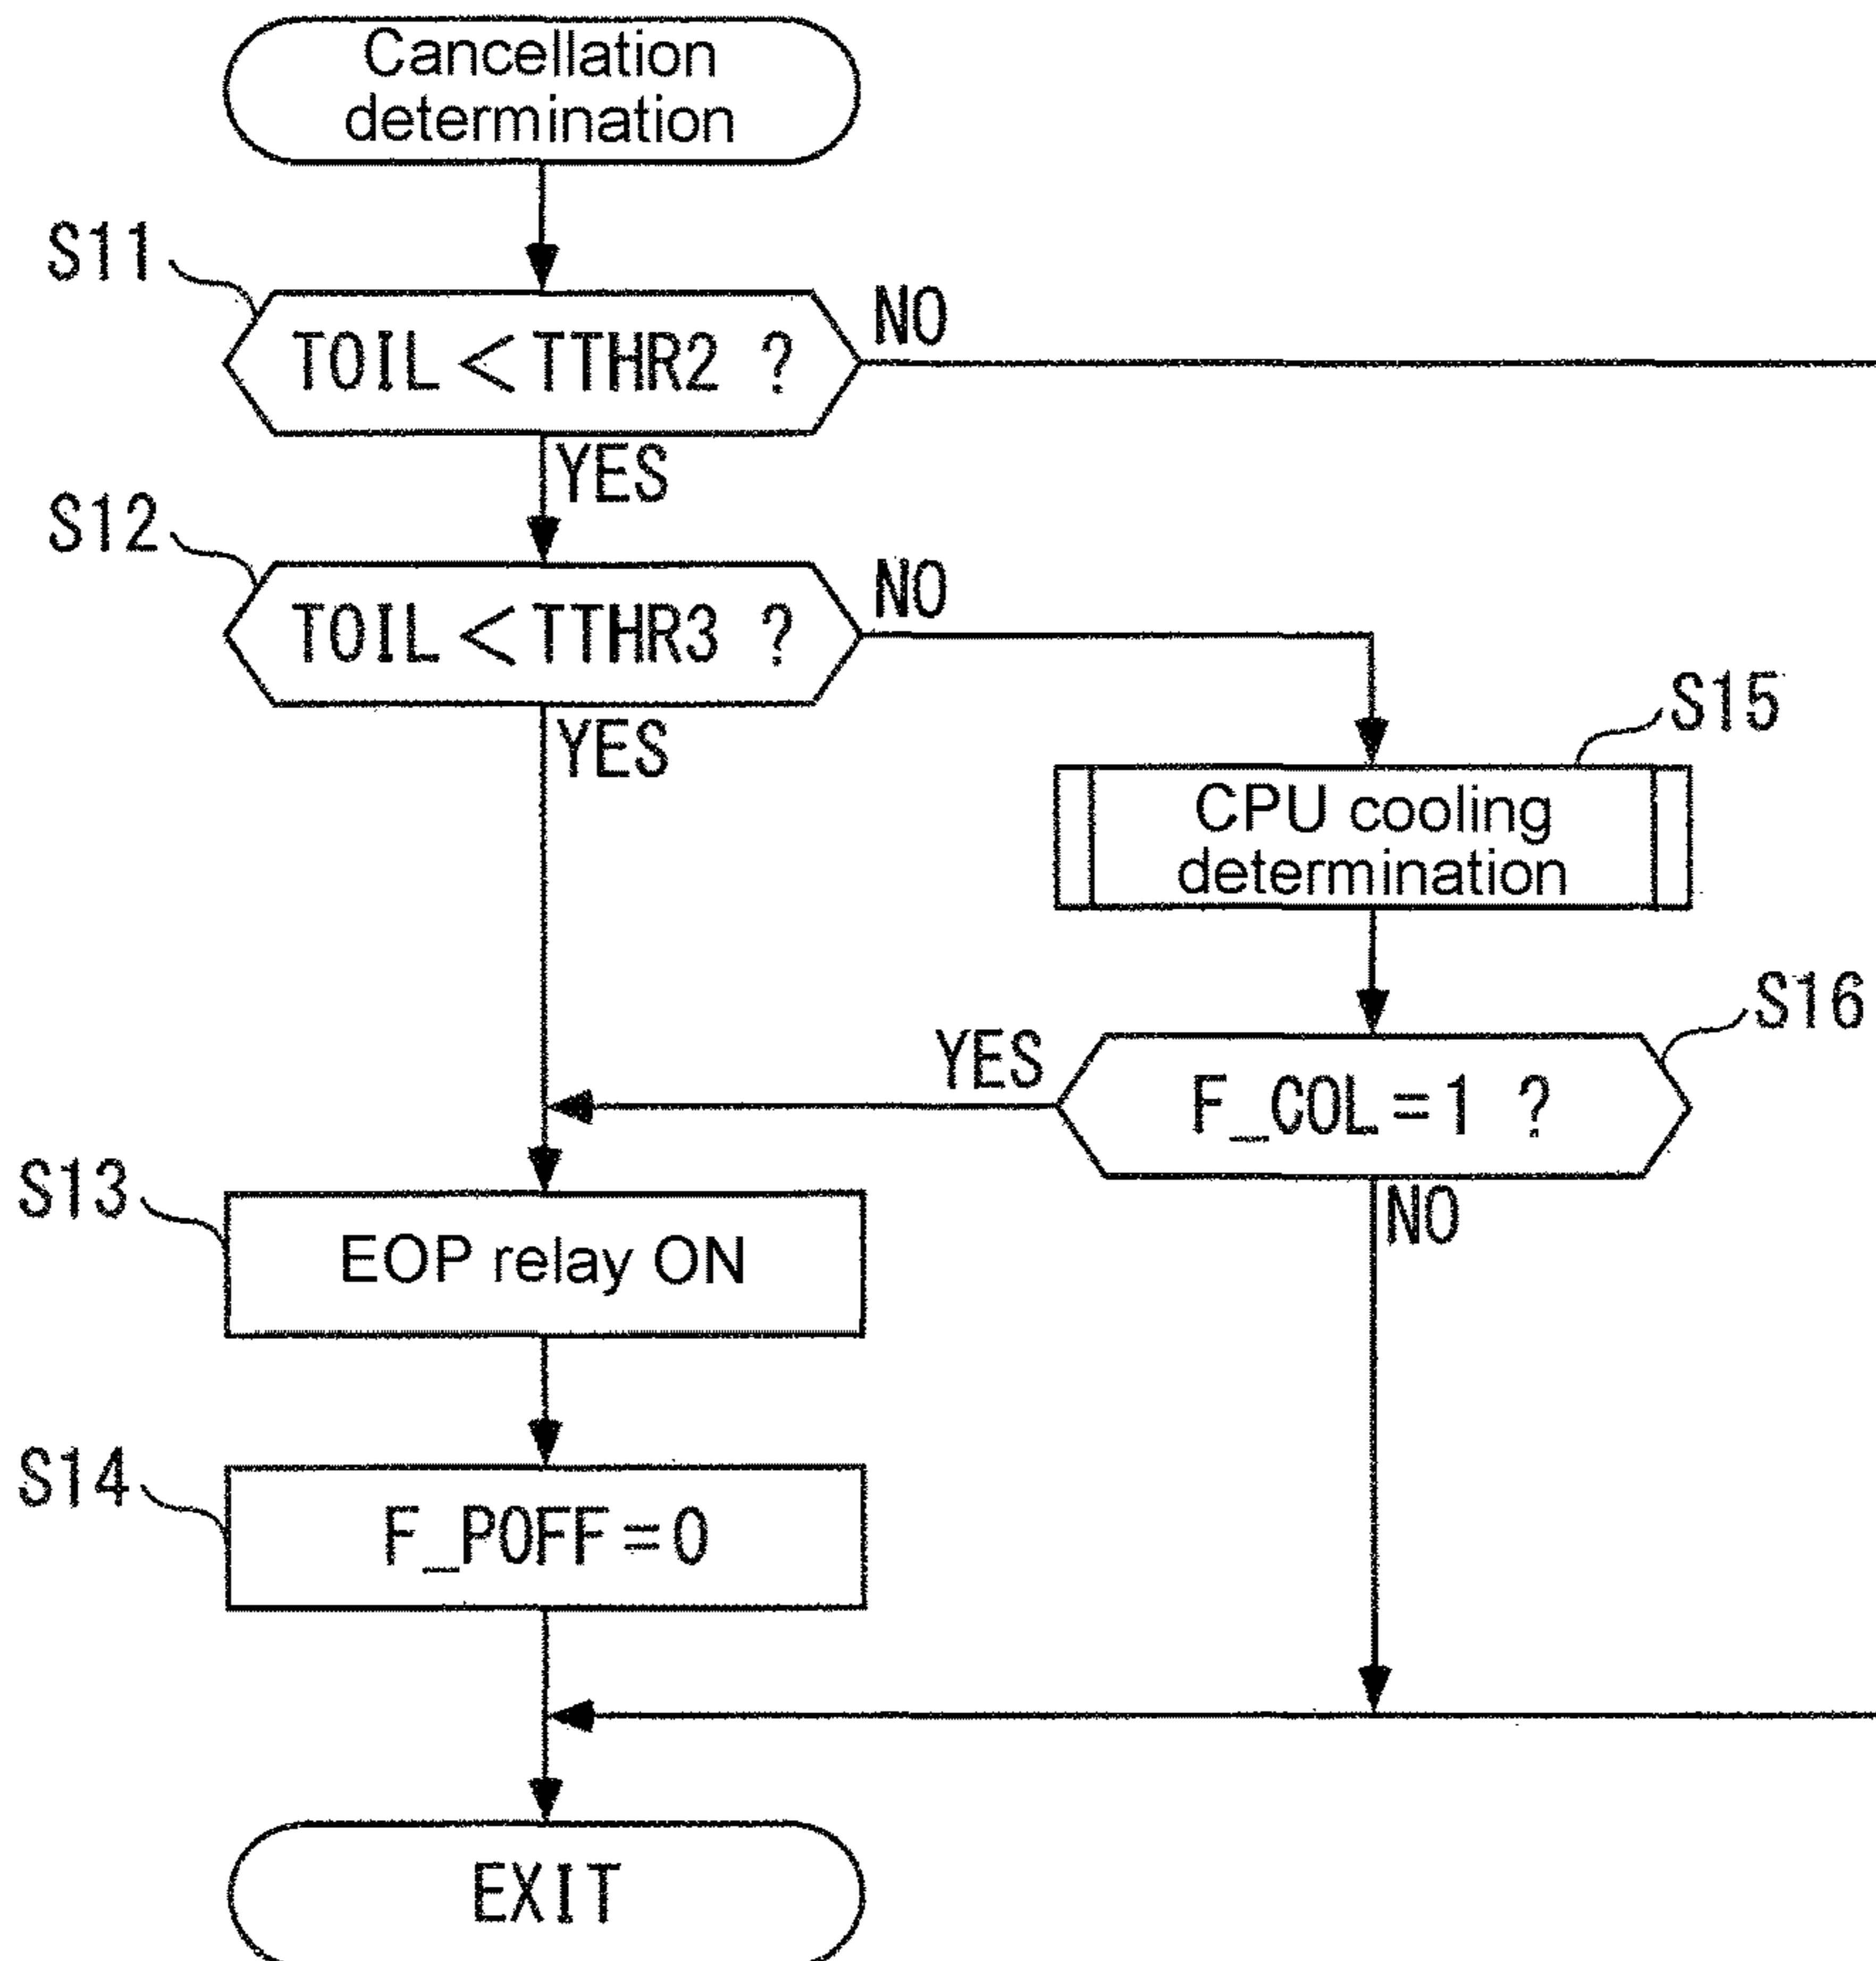 Cancellation
determination
S11
TOIL < TTHR2 ?
NO
YES
S12
TOIL < TTHR3 ?
NO
YES
S15
CPU cooling
determination
S16
F_COL=1 ?
YES
NO
S13
EOP relay ON
S14
F_POFF=0
EXIT